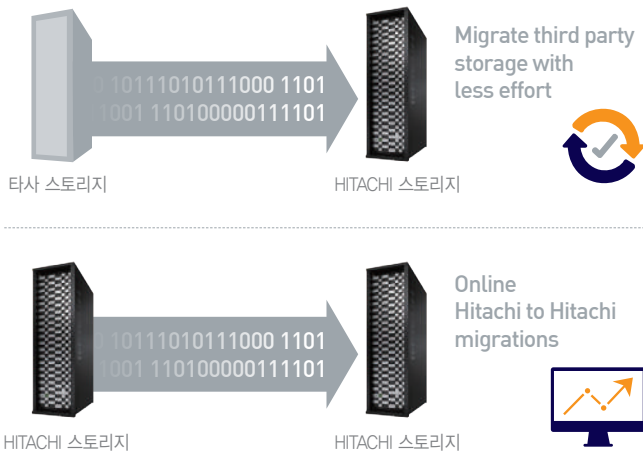 Migrate third party
storage with
less effort
0 10111010111000 1101
1001 110100000111101
타사 스토리지
HITACHI 스토리지
Online
Hitachi to Hitachi
migrations
0 10111010111000 1101
1001 110100000111101
HITACHI 스토리지
HITACHI 스토리지